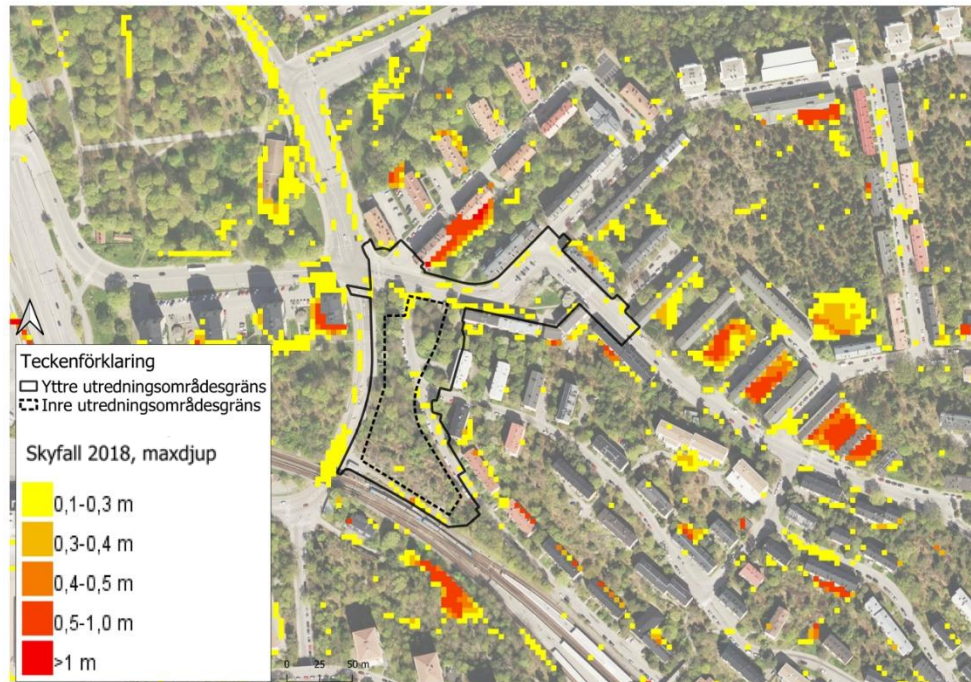 Teckenförklaring
Yttre utredningsområdesgräns
Inre utredningsområdesgräns
Skyfall 2018, maxdjup
0,1-0,3 m
0,3-0,4 m
0,4-0,5 m
0,5-1,0 m
>1 m
0 25 50 m